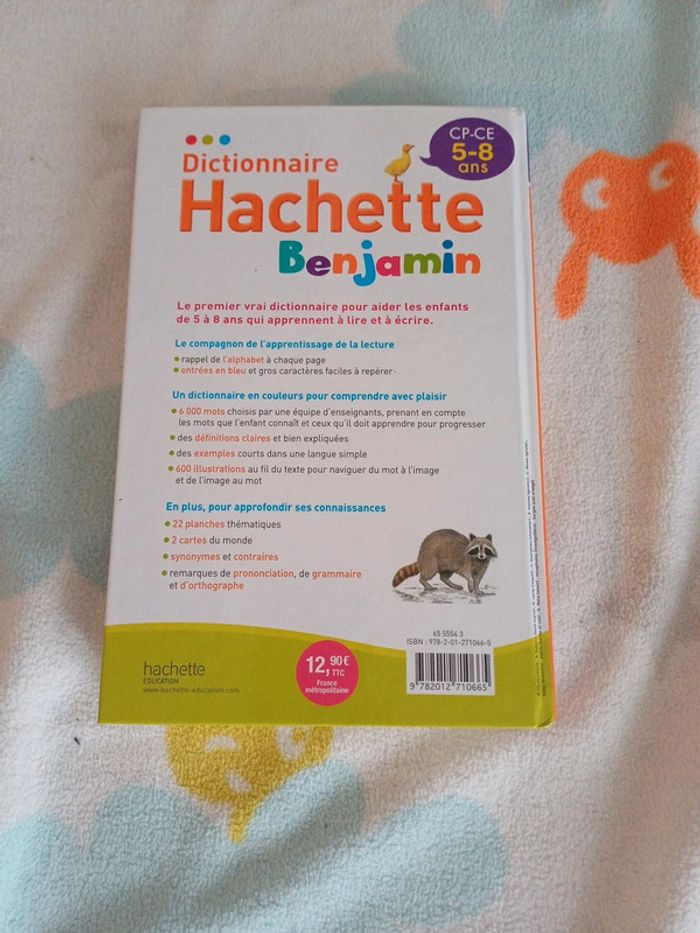 CP-CE
5-8
ans
Dictionnaire
Hachette
Benjamin
Le premier vrai dictionnaire pour aider les enfants
de 5 à 8 ans qui apprennent à lire et à écrire.
Le compagnon de l'apprentissage de la lecture
• rappel de l'alphabet à chaque page
• entrées en bleu et gros caractères faciles à repérer
Un dictionnaire en couleurs pour comprendre avec plaisir
• 6 000 mots choisis par une équipe d'enseignants, prenant en compte
les mots que l'enfant connaît et ceux qu'il doit apprendre pour progresser
• des définitions claires et bien expliquées
• des exemples courts dans une langue simple
• 600 illustrations au fil du texte pour naviguer du mot à l'image
et de l'image au mot
En plus, pour approfondir ses connaissances
• 22 planches thématiques
• 2 cartes du monde
• synonymes et contraires
• remarques de prononciation, de grammaire
et d'orthographe
65 5554 3
ISBN : 978-2-01-271066-5
9 782012 710665
hachette
ÉDUCATION
www.hachette-education.com
12,90€
TTC
France
métropolitaine